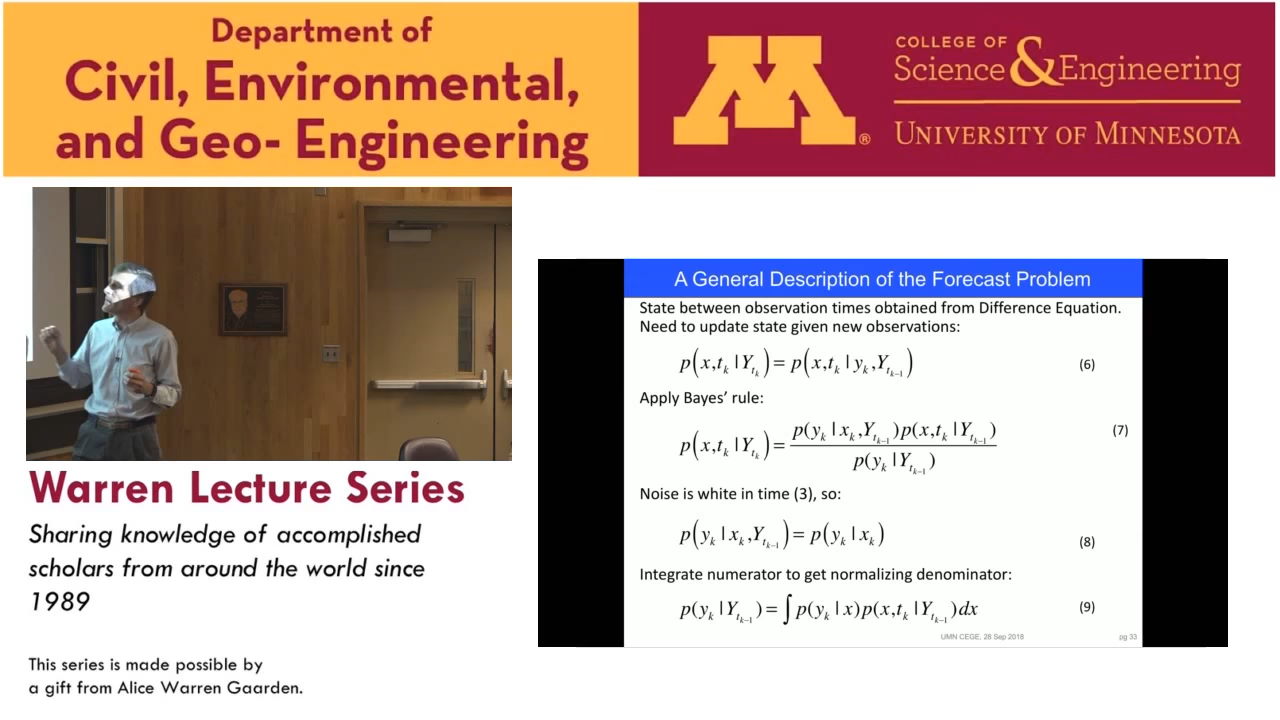 Department of
Civil, Environmental,
and Geo- Engineering
M®
COLLEGE OF
Science & Engineering
UNIVERSITY OF MINNESOTA
Warren Lecture Series
Sharing knowledge of accomplished
scholars from around the world since
1989
This series is made possible by
a gift from Alice Warren Gaarden.
A General Description of the Forecast Problem
State between observation times obtained from Difference Equation.
Need to update state given new observations:
p(x,t_k | Y_{t_k}) = p(x,t_k | y_k, Y_{t_{k-1}}) (6)
Apply Bayes’ rule:
p(x,t_k | Y_{t_k}) = p(y_k | x_k, Y_{t_{k-1}}) p(x,t_k | Y_{t_{k-1}}) / p(y_k | Y_{t_{k-1}}) (7)
Noise is white in time (3), so:
p(y_k | x_k, Y_{t_{k-1}}) = p(y_k | x_k) (8)
Integrate numerator to get normalizing denominator:
p(y_k | Y_{t_{k-1}}) = ∫ p(y_k | x) p(x,t_k | Y_{t_{k-1}}) dx (9)
UMN CEGE, 28 Sep 2018 pg 33